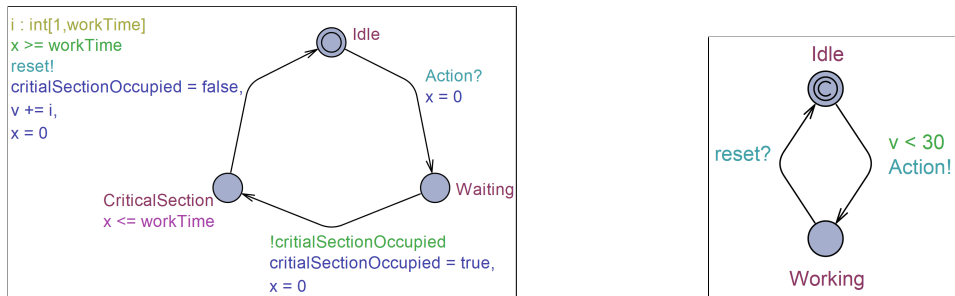 i : int[1,workTime]
x >= workTime
reset!
critialSectionOccupied = false,
v += i,
x = 0
Idle
Action?
x = 0
CriticalSection
x <= workTime
Waiting
!critialSectionOccupied
critialSectionOccupied = true,
x = 0
Idle
C
reset?
v < 30
Action!
Working